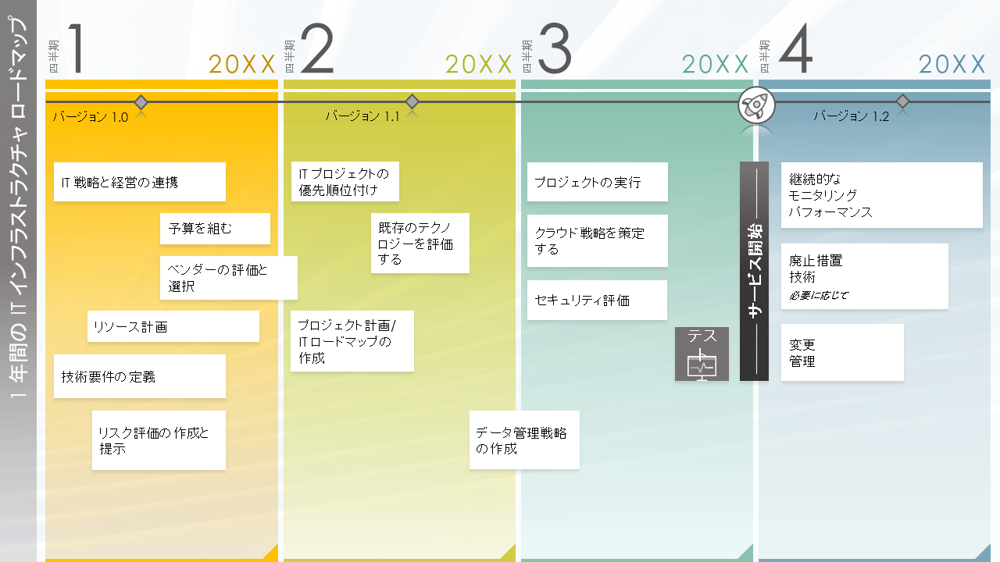 1 年間の IT インフラストラクチャ ロードマップ
四半期
1
20XX
四半期
2
20XX
四半期
3
20XX
四半期
4
20XX
バージョン 1.0
バージョン 1.1
バージョン 1.2
IT 戦略と経営の連携
予算を組む
ベンダーの評価と
選択
リソース計画
技術要件の定義
リスク評価の作成と
提示
IT プロジェクトの
優先順位付け
既存のテクノ
ロジーを評価
する
プロジェクト計画/
IT ロードマップの
作成
データ管理戦略
の作成
プロジェクトの実行
クラウド戦略を策定
する
セキュリティ評価
テス
ト
サービス開始
継続的な
モニタリング
パフォーマンス
廃止措置
技術
必要に応じて
変更
管理